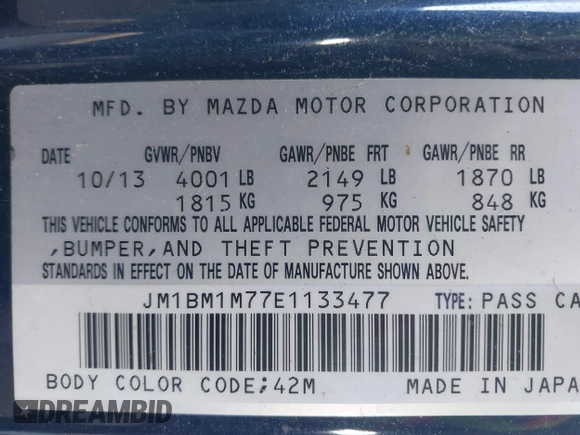 MFD. BY MAZDA MOTOR CORPORATION
DATE GVWR/PNBV GAWR/PNBE FRT GAWR/PNBE RR
10/13 4001 LB 2149 LB 1870 LB
1815 KG 975 KG 848 KG
THIS VEHICLE CONFORMS TO ALL APPLICABLE FEDERAL MOTOR VEHICLE SAFETY
,BUMPER,AND THEFT PREVENTION
STANDARDS IN EFFECT ON THE DATE OF MANUFACTURE SHOWN ABOVE.
JM1BM1M77E1133477 TYPE: PASS CA
BODY COLOR CODE:42M MADE IN JAPA
DREAMBID